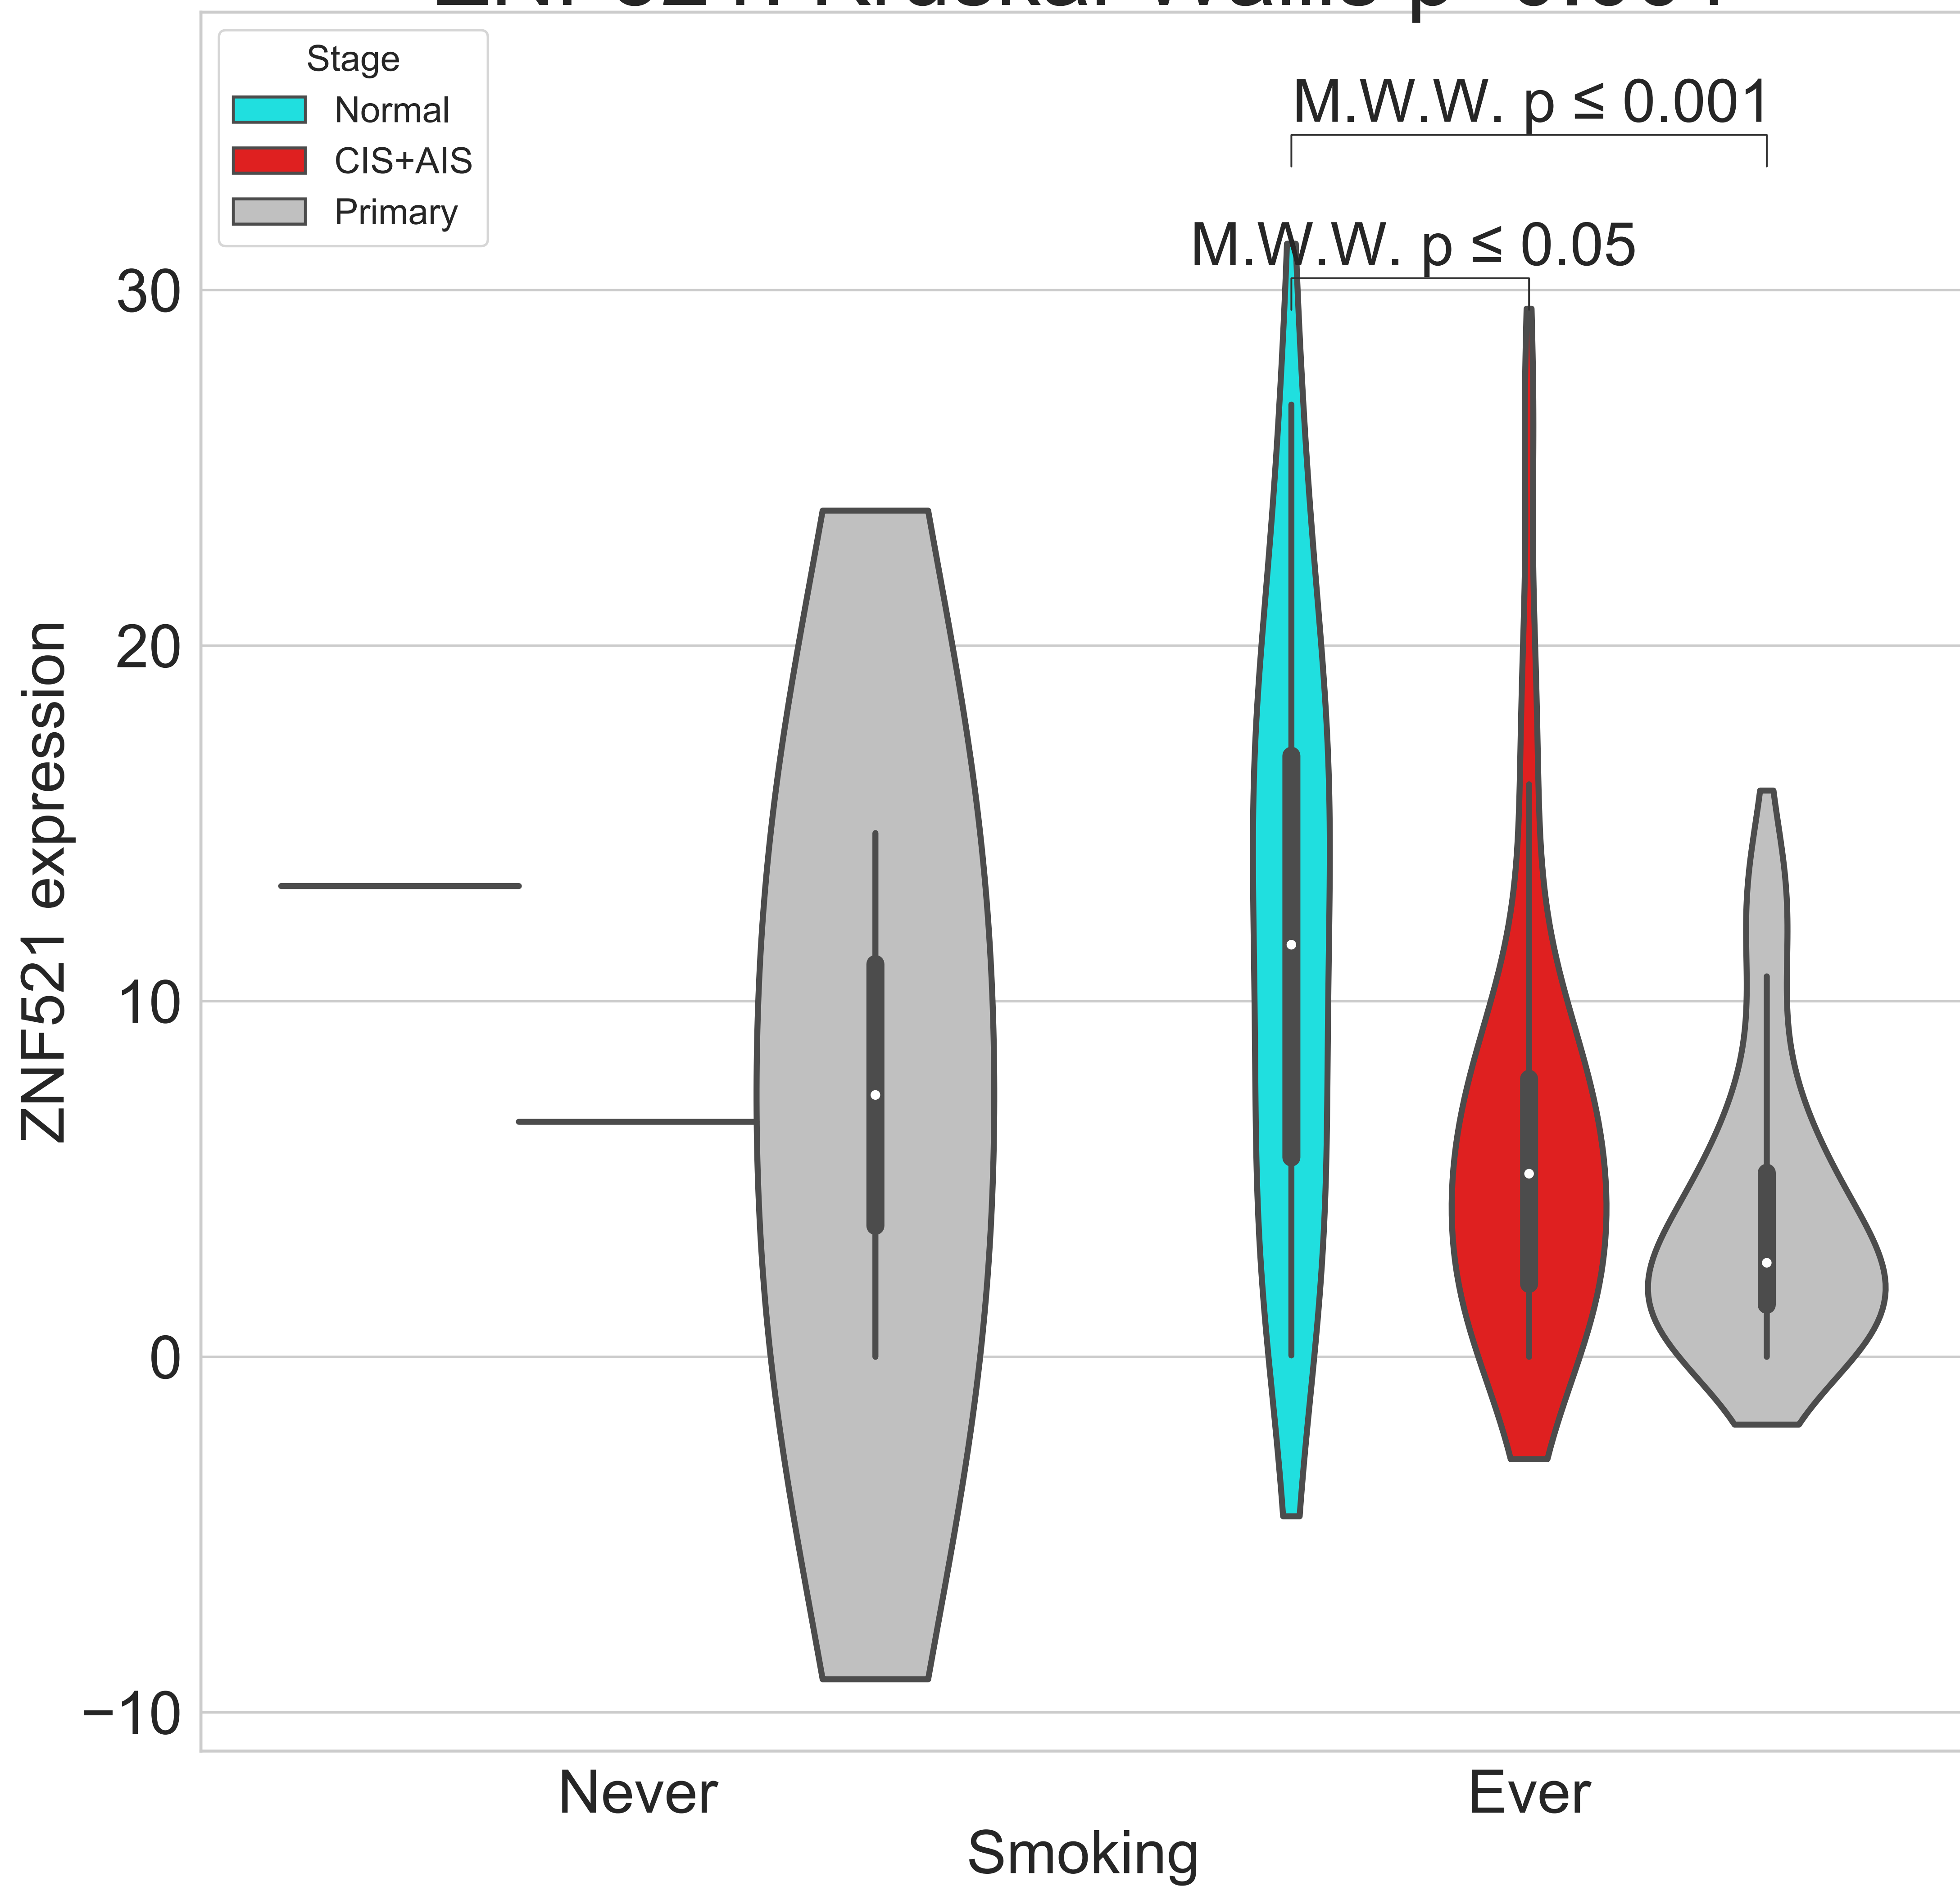 Stage
Normal
CIS+AIS
Primary
M.W.W. p ≤ 0.001
M.W.W. p ≤ 0.05
30
20
10
0
−10
ZNF521 expression
Never
Ever
Smoking